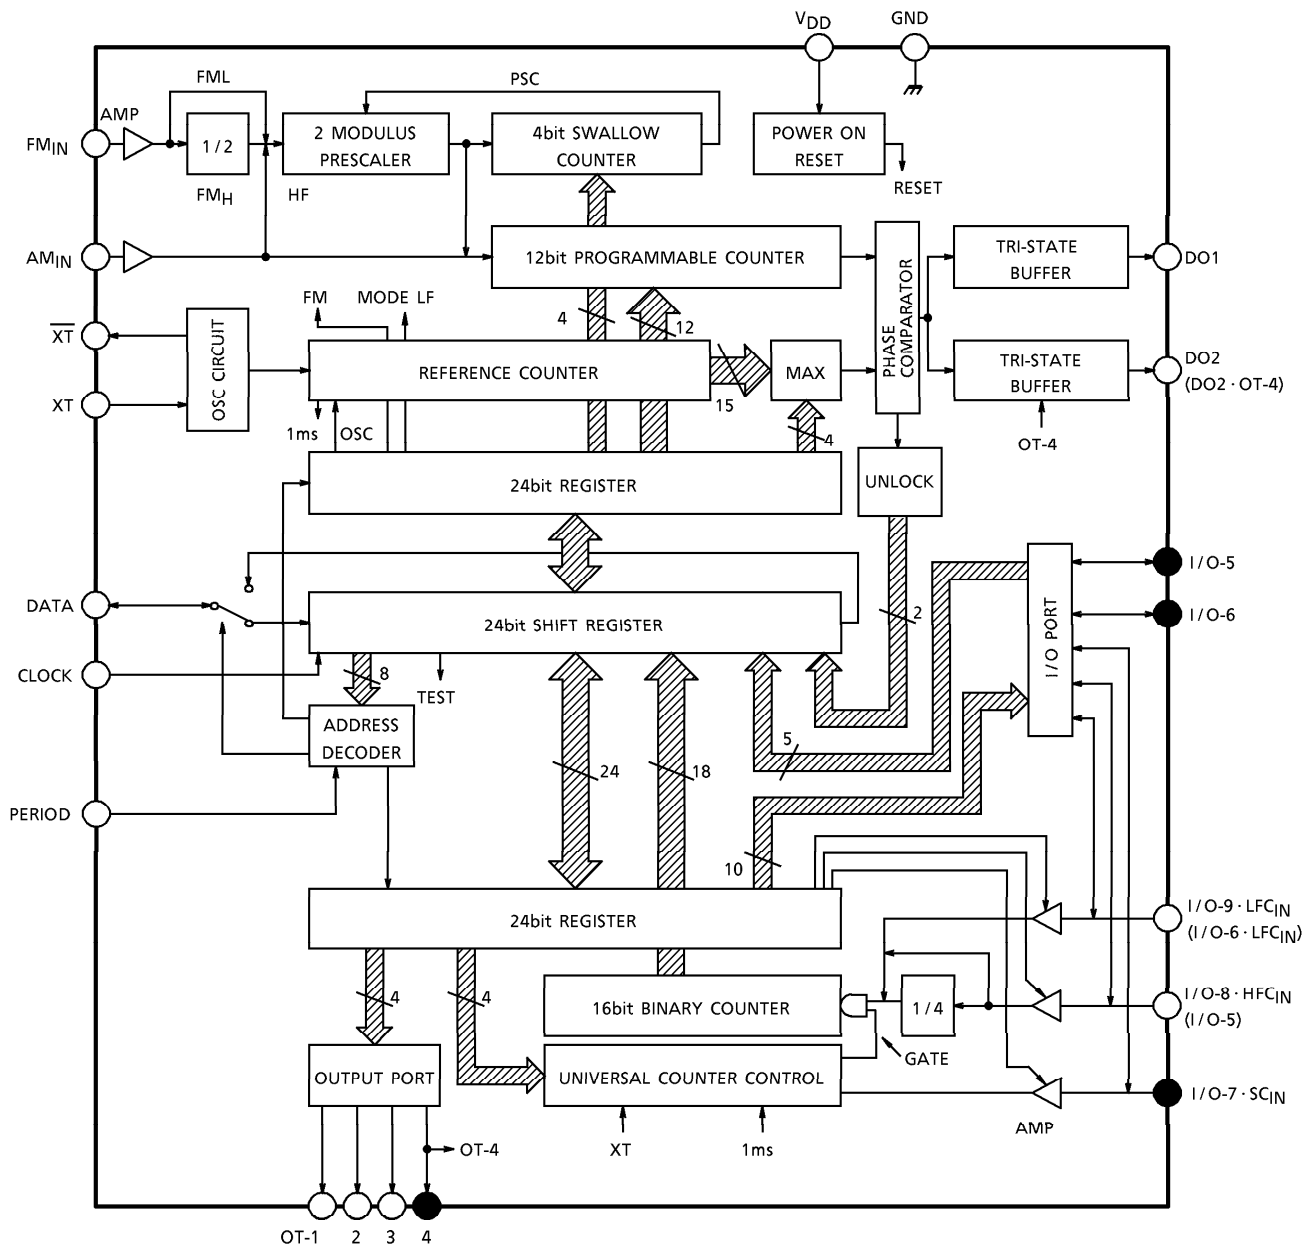 VDD GND
FML PSC
AMP
FMIN 1/2 2 MODULUS PRESCALER 4bit SWALLOW COUNTER POWER ON RESET
FMH HF RESET
AMIN 12bit PROGRAMMABLE COUNTER PHASE COMPARATOR TRI-STATE BUFFER DO1
FM MODE LF 4 12
X̅T̅ OSC CIRCUIT
REFERENCE COUNTER MAX TRI-STATE BUFFER DO2
(DO2·OT-4)
XT 15
1ms OSC 4 OT-4
24bit REGISTER UNLOCK
I/O-5
DATA 24bit SHIFT REGISTER 2 I/O PORT I/O-6
CLOCK 8 TEST
ADDRESS DECODER 5
24 18
PERIOD
10
24bit REGISTER I/O-9·LFCIN
(I/O-6·LFCIN)
4 4 16bit BINARY COUNTER 1/4 I/O-8·HFCIN
(I/O-5)
GATE
OUTPUT PORT UNIVERSAL COUNTER CONTROL I/O-7·SCIN
AMP
OT-4 XT 1ms
OT-1 2 3 4